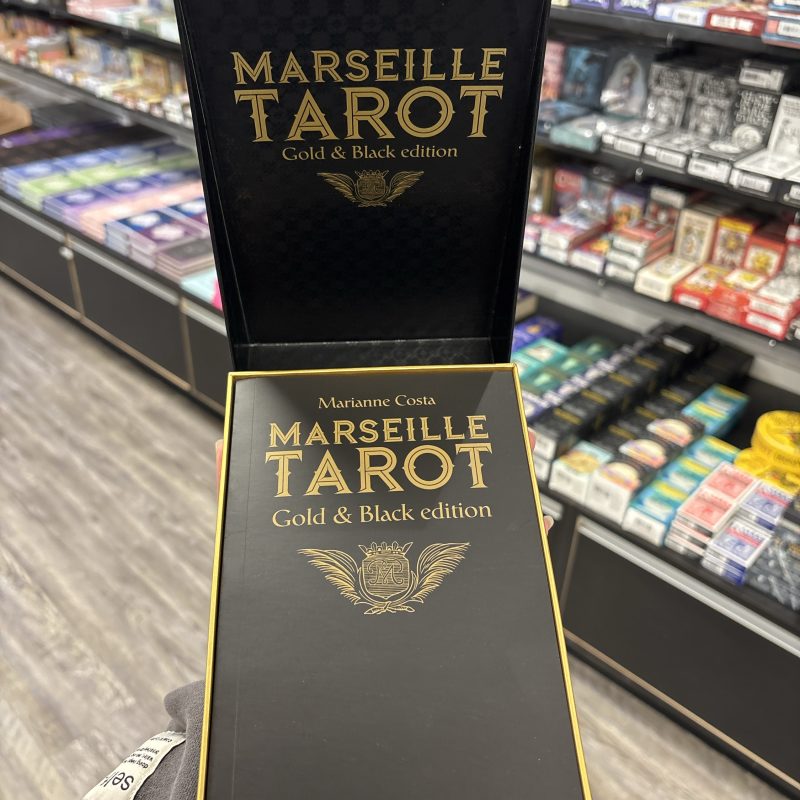 MARSEILLE
TAROT
Gold & Black edition
Marianne Costa
MARSEILLE
TAROT
Gold & Black edition